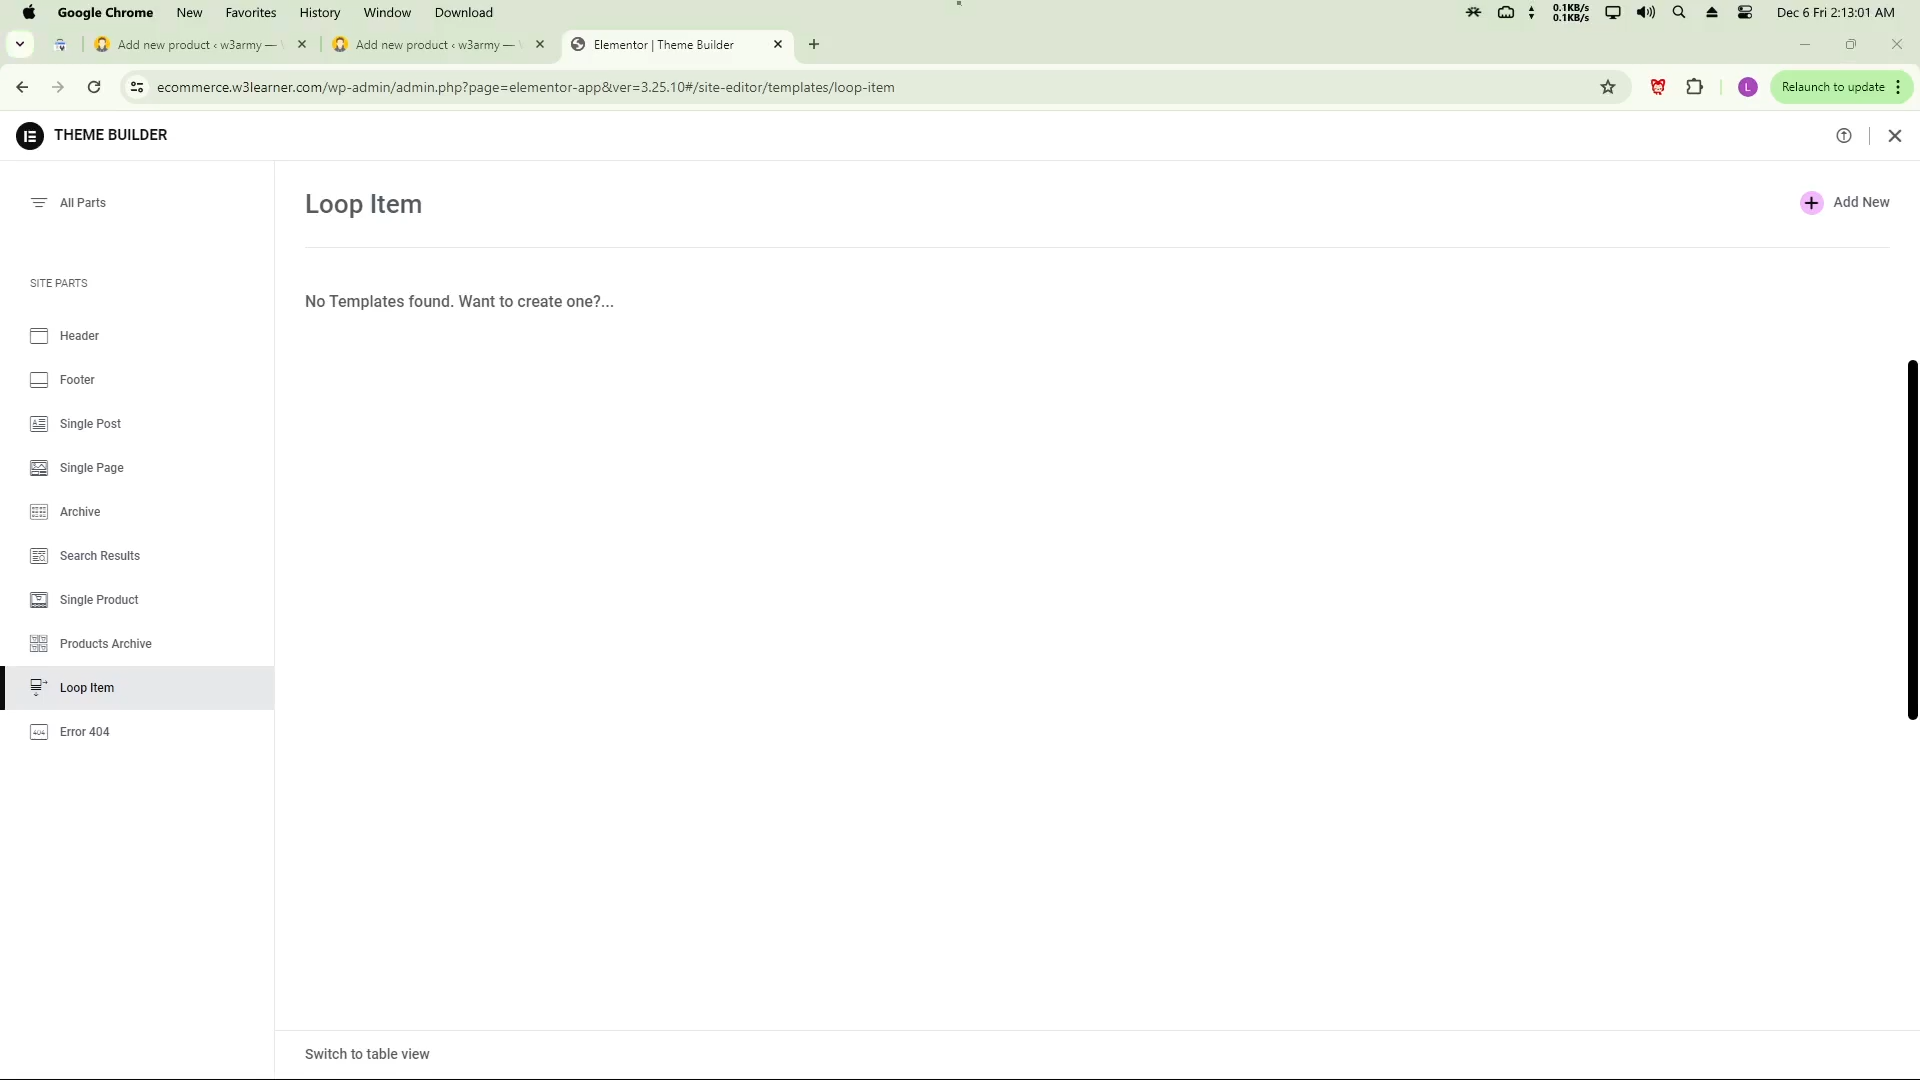 Google Chrome New Favorites History Window Download 0.1KB/s 0.1KB/s Dec 6 Fri 2:13:01 AM
Add new product ‹ w3army — Add new product ‹ w3army — Elementor | Theme Builder
ecommerce.w3learner.com/wp-admin/admin.php?page=elementor-app&ver=3.25.10#/site-editor/templates/loop-item L Relaunch to update
THEME BUILDER
All Parts
Loop Item
Add New
SITE PARTS
No Templates found. Want to create one?...
Header
Footer
Single Post
Single Page
Archive
Search Results
Single Product
Products Archive
Loop Item
404 Error 404
Switch to table view